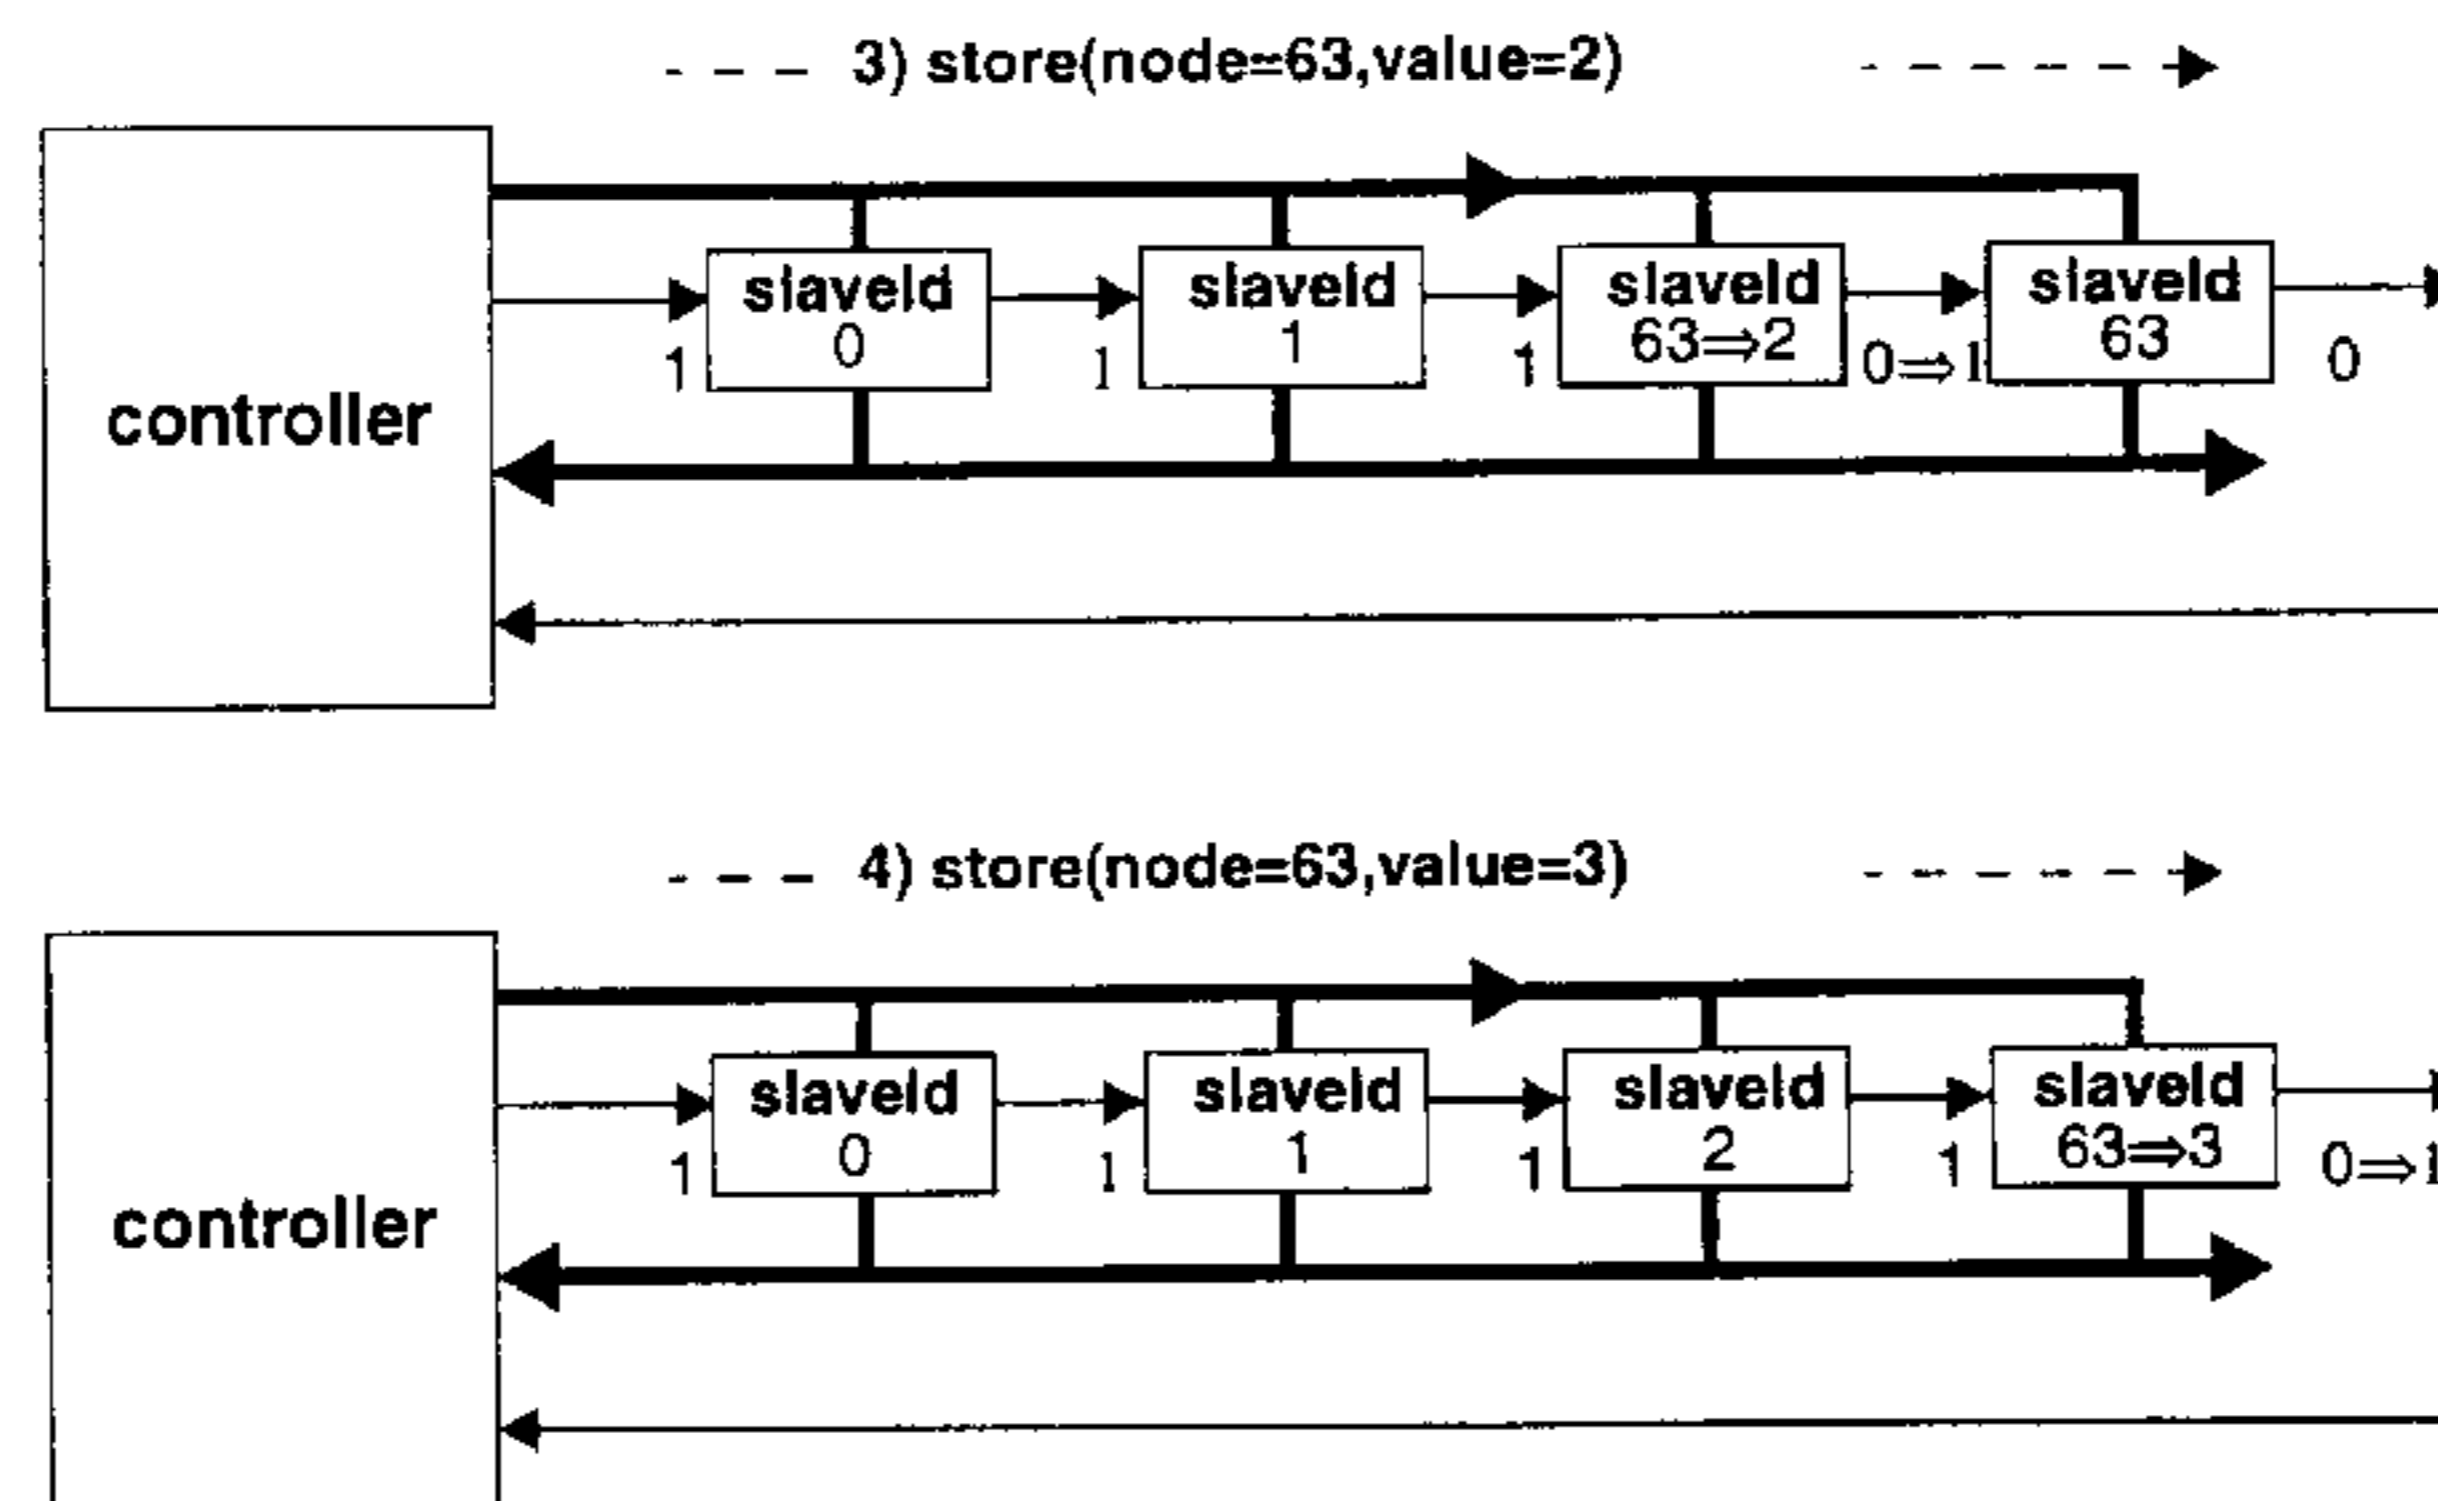 3) store(node=63,value=2)
controller
slaveId
0
slaveId
1
slaveId
63⇒2
slaveId
63
1
1
1
0⇒1
0
4) store(node=63,value=3)
controller
slaveId
0
slaveId
1
slaveId
2
slaveId
63⇒3
1
1
1
1
0⇒1